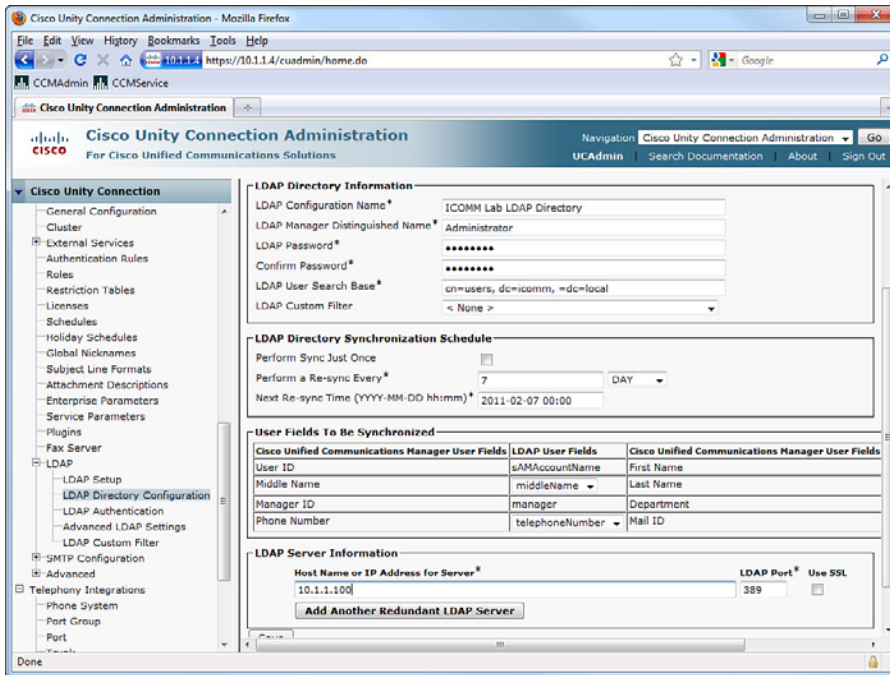 Cisco Unity Connection Administration - Mozilla Firefox
File Edit View History Bookmarks Tools Help
10.1.1.4 https://10.1.1.4/cuadmin/home.do
Google
CCMAdmin CCMService
Cisco Unity Connection Administration
cisco
Cisco Unity Connection Administration
For Cisco Unified Communications Solutions
Navigation Cisco Unity Connection Administration Go
UCAdmin Search Documentation About Sign Out
Cisco Unity Connection
General Configuration
Cluster
External Services
Authentication Rules
Roles
Restriction Tables
Licenses
Schedules
Holiday Schedules
Global Nicknames
Subject Line Formats
Attachment Descriptions
Enterprise Parameters
Service Parameters
Plugins
Fax Server
LDAP
LDAP Setup
LDAP Directory Configuration
LDAP Authentication
Advanced LDAP Settings
LDAP Custom Filter
SMTP Configuration
Advanced
Telephony Integrations
Phone System
Port Group
Port
LDAP Directory Information
LDAP Configuration Name* ICOMM Lab LDAP Directory
LDAP Manager Distinguished Name* Administrator
LDAP Password* ••••••••
Confirm Password* ••••••••
LDAP User Search Base* cn=users, dc=icomm, =dc=local
LDAP Custom Filter < None >
LDAP Directory Synchronization Schedule
Perform Sync Just Once
Perform a Re-sync Every* 7 DAY
Next Re-sync Time (YYYY-MM-DD hh:mm)* 2011-02-07 00:00
User Fields To Be Synchronized
Cisco Unified Communications Manager User Fields LDAP User Fields Cisco Unified Communications Manager User Fields
User ID sAMAccountName First Name
Middle Name middleName Last Name
Manager ID manager Department
Phone Number telephoneNumber Mail ID
LDAP Server Information
Host Name or IP Address for Server* LDAP Port* Use SSL
10.1.1.100 389
Add Another Redundant LDAP Server
Done